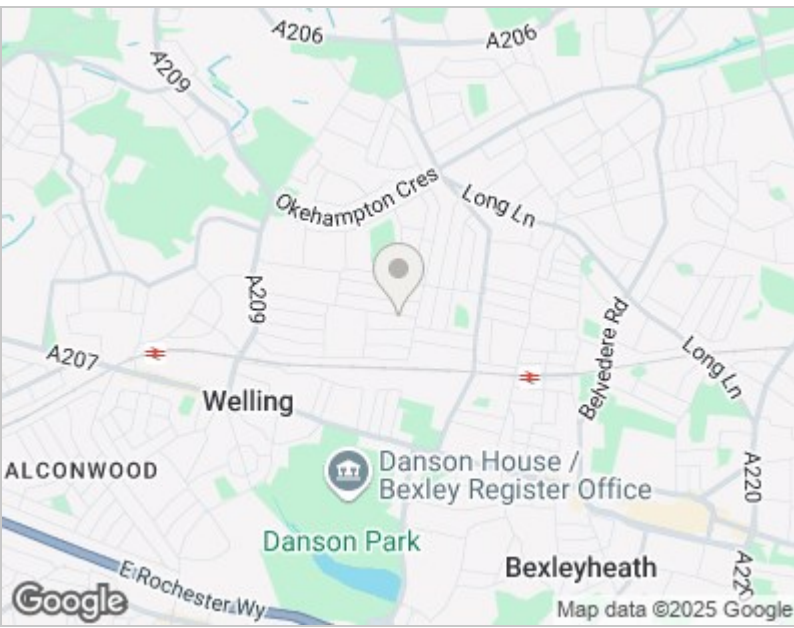 A206
A206
A209
Okehampton Cres
Long Ln
A209
Belvedere Rd
A207
Long Ln
Welling
ALCONWOOD
Danson House /
Bexley Register Office
A220
Danson Park
Bexleyheath
E Rochester Wy
Google
Map data ©2025 Google